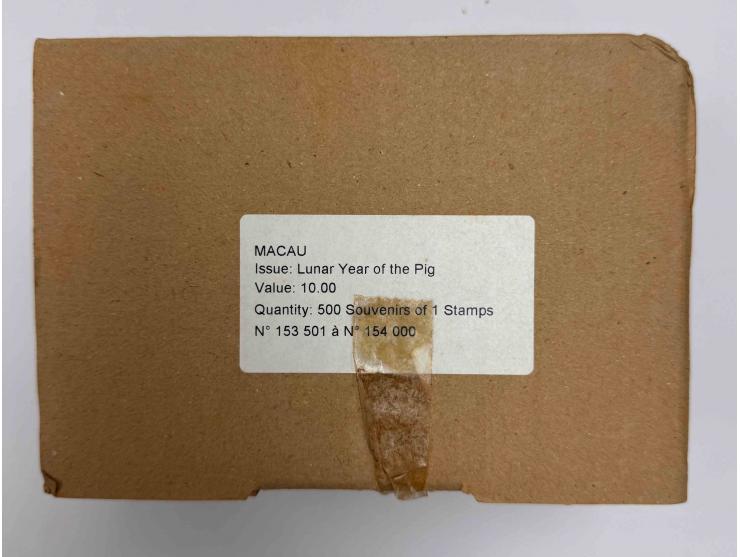 MACAU
Issue: Lunar Year of the Pig
Value: 10.00
Quantity: 500 Souvenirs of 1 Stamps
N° 153 501 à N° 154 000